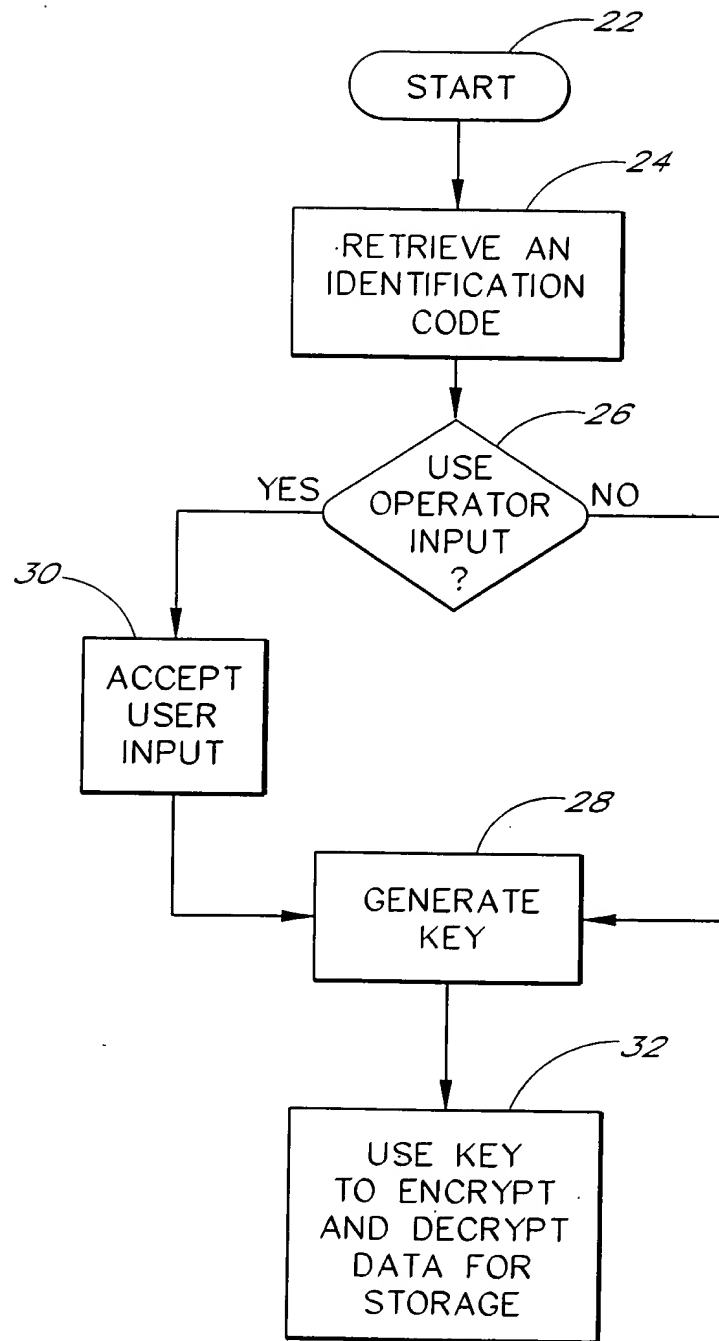 22
START
24
RETRIEVE AN
IDENTIFICATION
CODE
26
USE
OPERATOR
INPUT
?
YES
NO
30
ACCEPT
USER
INPUT
28
GENERATE
KEY
32
USE KEY
TO ENCRYPT
AND DECRYPT
DATA FOR
STORAGE